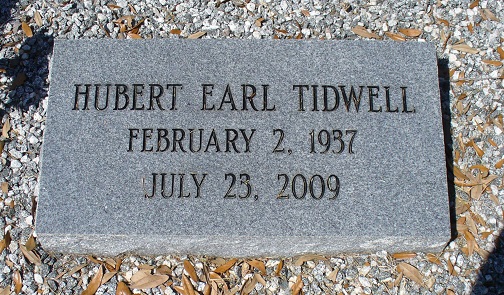 HUBERT EARL TIDWELL
FEBRUARY 2, 1937
JULY 23, 2009